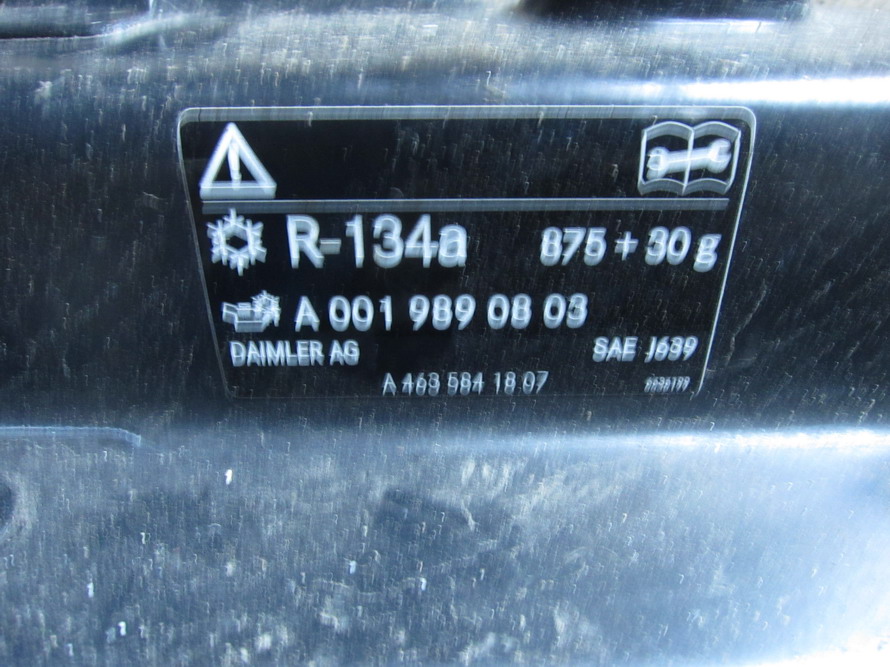 R-134a 875 + 30 g
A 001 989 08 03
DAIMLER AG SAE J639
A 463 584 18 07